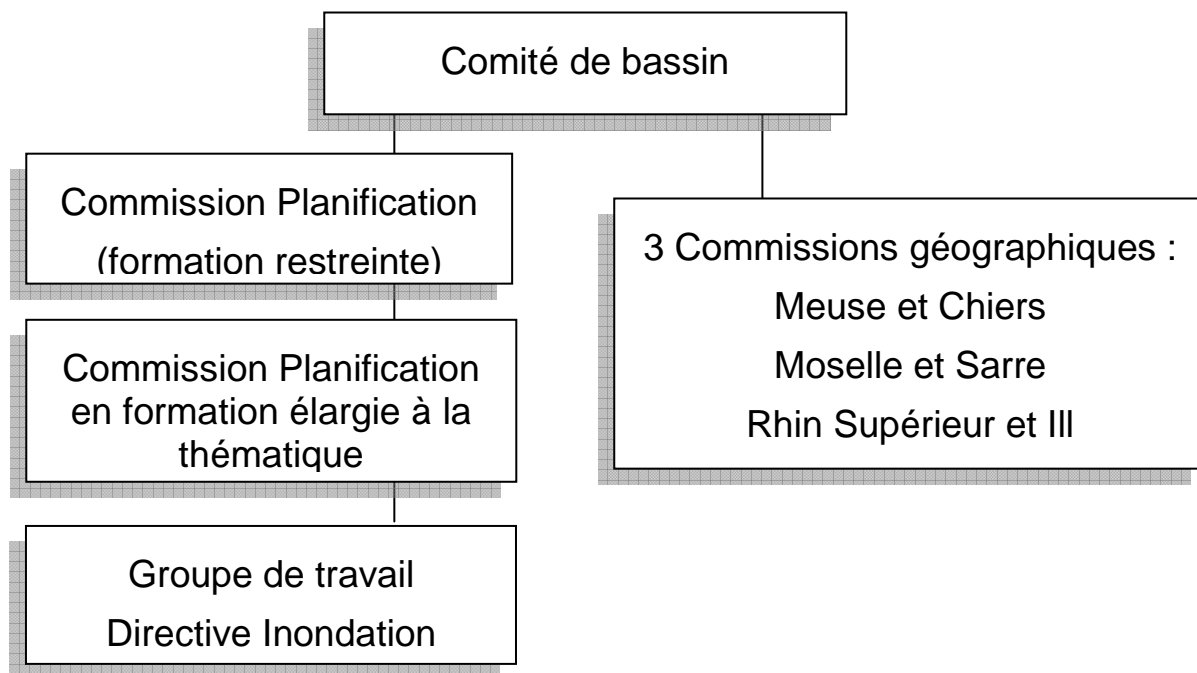 Comité de bassin
Commission Planification
(formation restreinte)
Commission Planification
en formation élargie à la
thématique
Groupe de travail
Directive Inondation
3 Commissions géographiques :
Meuse et Chiers
Moselle et Sarre
Rhin Supérieur et Ill